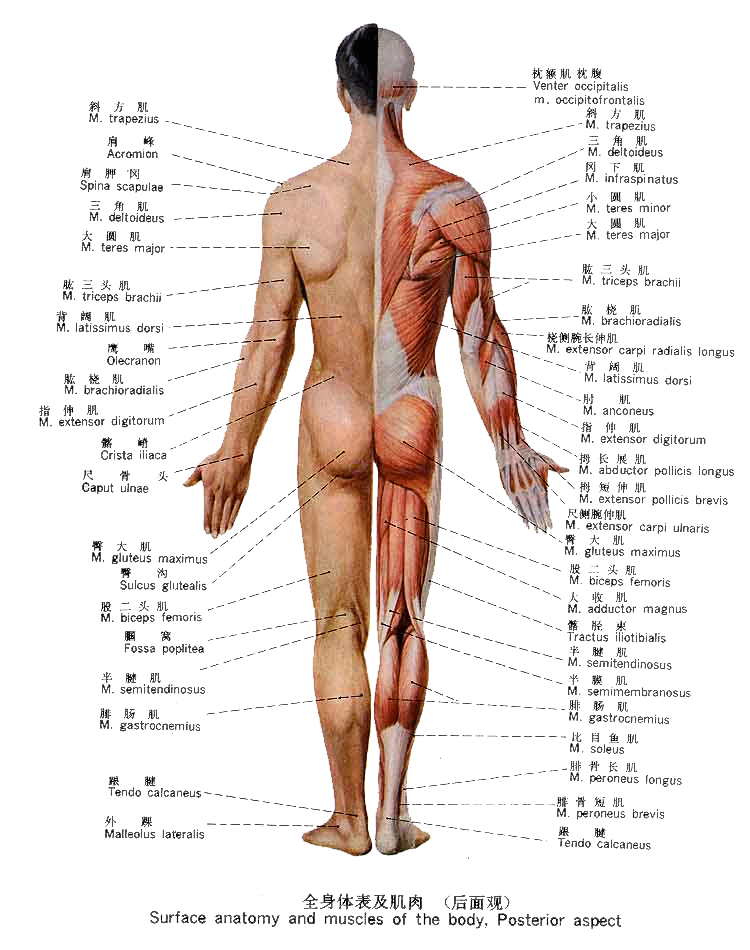 斜方肌
M. trapezius
肩峰
Acromion
肩胛冈
Spina scapulae
三角肌
M. deltoideus
大圆肌
M. teres major
肱三头肌
M. triceps brachii
背阔肌
M. latissimus dorsi
鹰嘴
Olecranon
肱桡肌
M. brachioradialis
指伸肌
M. extensor digitorum
髂嵴
Crista iliaca
尺骨头
Caput ulnae
臀大肌
M. gluteus maximus
臀沟
Sulcus glutealis
股二头肌
M. biceps femoris
腘窝
Fossa poplitea
半腱肌
M. semitendinosus
腓肠肌
M. gastrocnemius
跟腱
Tendo calcaneus
外踝
Malleolus lateralis
枕额肌枕腹
Venter occipitalis
m. occipitofrontalis
斜方肌
M. trapezius
三角肌
M. deltoideus
冈下肌
M. infraspinatus
小圆肌
M. teres minor
大圆肌
M. teres major
肱三头肌
M. triceps brachii
肱桡肌
M. brachioradialis
桡侧腕长伸肌
M. extensor carpi radialis longus
背阔肌
M. latissimus dorsi
肘肌
M. anconeus
指伸肌
M. extensor digitorum
拇长展肌
M. abductor pollicis longus
拇短伸肌
M. extensor pollicis brevis
尺侧腕伸肌
M. extensor carpi ulnaris
臀大肌
M. gluteus maximus
股二头肌
M. biceps femoris
大收肌
M. adductor magnus
髂胫束
Tractus iliotibialis
半腱肌
M. semitendinosus
半膜肌
M. semimembranosus
腓肠肌
M. gastrocnemius
比目鱼肌
M. soleus
腓骨长肌
M. peroneus longus
腓骨短肌
M. peroneus brevis
跟腱
Tendo calcaneus
全身体表及肌肉 (后面观)
Surface anatomy and muscles of the body, Posterior aspect